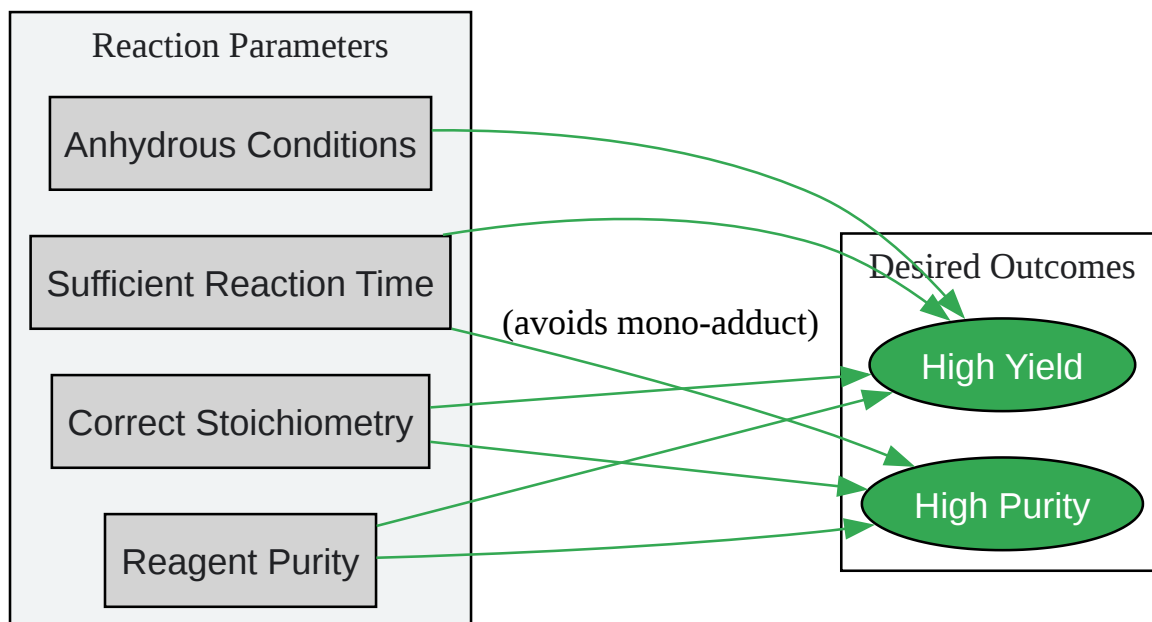 Reaction Parameters
Anhydrous Conditions
Sufficient Reaction Time
Correct Stoichiometry
Reagent Purity
(avoids mono-adduct)
Desired Outcomes
High Yield
High Purity